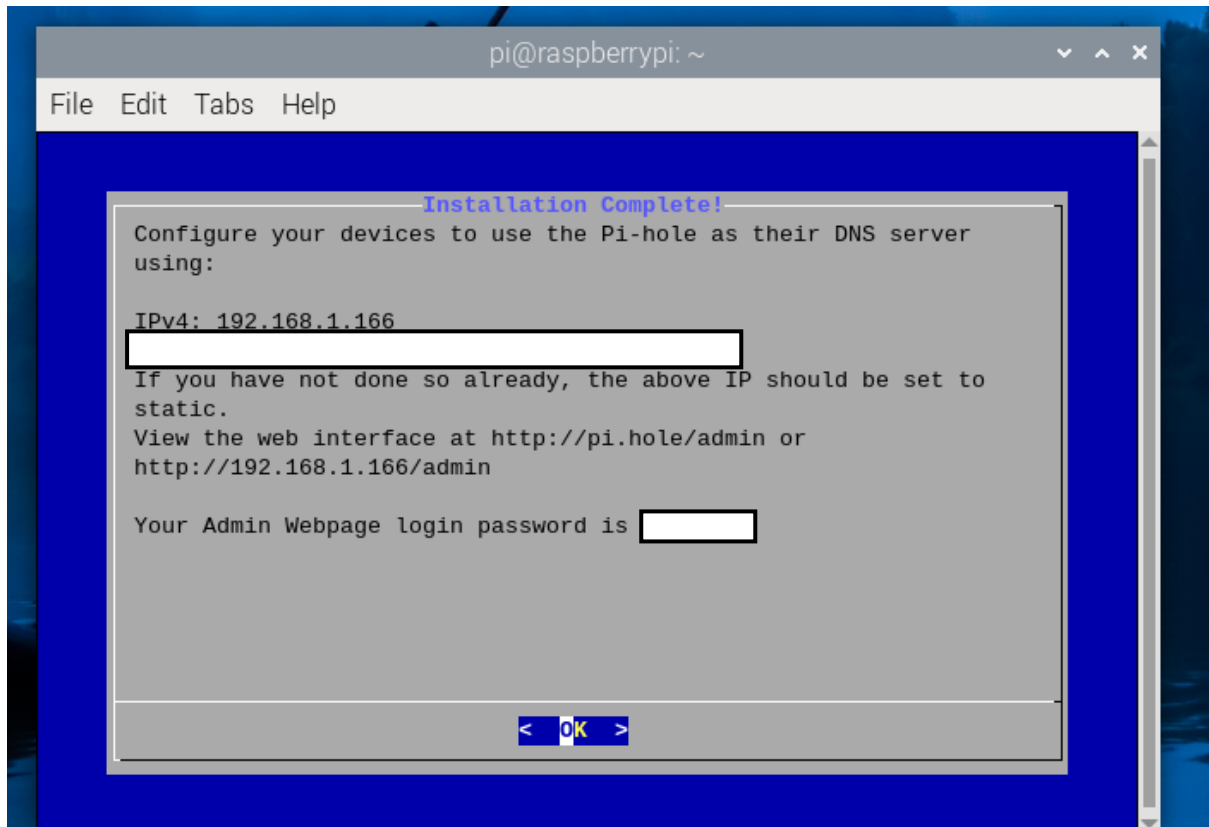 pi@raspberrypi: ~
File Edit Tabs Help
Installation Complete!
Configure your devices to use the Pi-hole as their DNS server
using:
IPv4: 192.168.1.166
If you have not done so already, the above IP should be set to
static.
View the web interface at http://pi.hole/admin or
http://192.168.1.166/admin
Your Admin Webpage login password is
< OK >